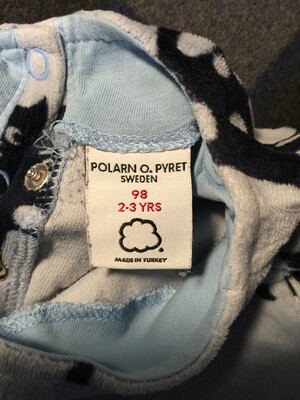 POLARN O. PYRET
SWEDEN
98
2-3 YRS
MADE IN TURKEY